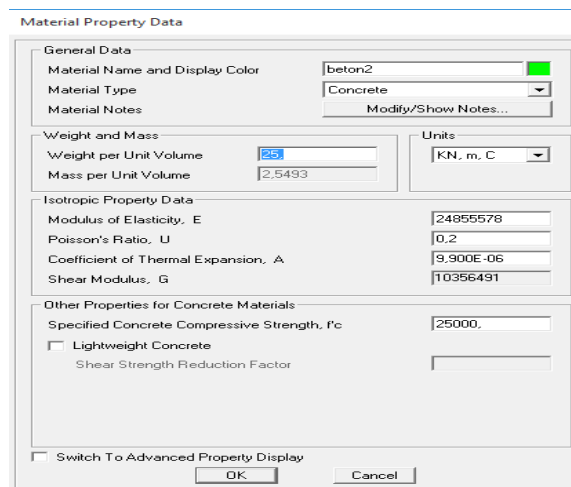 Material Property Data
General Data
Material Name and Display Color beton2
Material Type Concrete
Material Notes Modify/Show Notes...
Weight and Mass Units
Weight per Unit Volume 25, KN, m, C
Mass per Unit Volume 2,5493
Isotropic Property Data
Modulus of Elasticity, E 24855578
Poisson's Ratio, U 0,2
Coefficient of Thermal Expansion, A 9,900E-06
Shear Modulus, G 10356491
Other Properties for Concrete Materials
Specified Concrete Compressive Strength, f'c 25000,
Lightweight Concrete
Shear Strength Reduction Factor
Switch To Advanced Property Display
OK Cancel